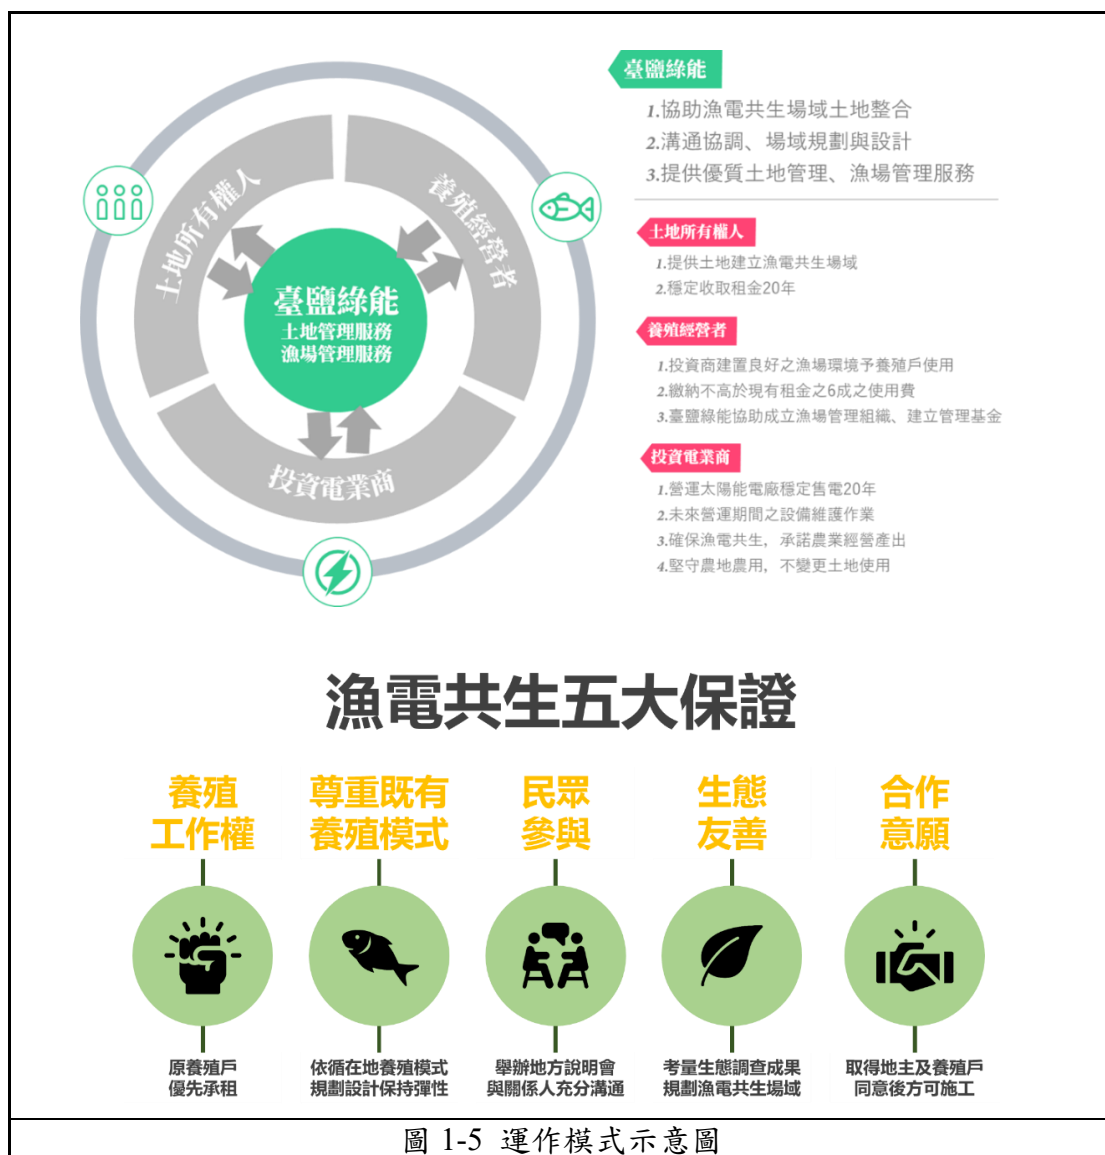 土地所有權人
養殖經營者
臺鹽綠能
土地管理服務
漁場管理服務
投資電業商
臺鹽綠能
1.協助漁電共生場域土地整合
2.溝通協調、場域規劃與設計
3.提供優質土地管理、漁場管理服務
土地所有權人
1.提供土地建立漁電共生場域
2.穩定收取租金20年
養殖經營者
1.投資商建置良好之漁場環境予養殖戶使用
2.繳納不高於現有租金之6成之使用費
3.臺鹽綠能協助成立漁場管理組織、建立管理基金
投資電業商
1.營運太陽能電廠穩定售電20年
2.未來營運期間之設備維護作業
3.確保漁電共生，承諾農業經營產出
4.堅守農地農用，不變更土地使用
漁電共生五大保證
養殖
工作權
尊重既有
養殖模式
民眾
參與
生態
友善
合作
意願
原養殖戶
優先承租
依循在地養殖模式
規劃設計保持彈性
舉辦地方說明會
與關係人充分溝通
考量生態調查成果
規劃漁電共生場域
取得地主及養殖戶
同意後方可施工
圖 1-5 運作模式示意圖